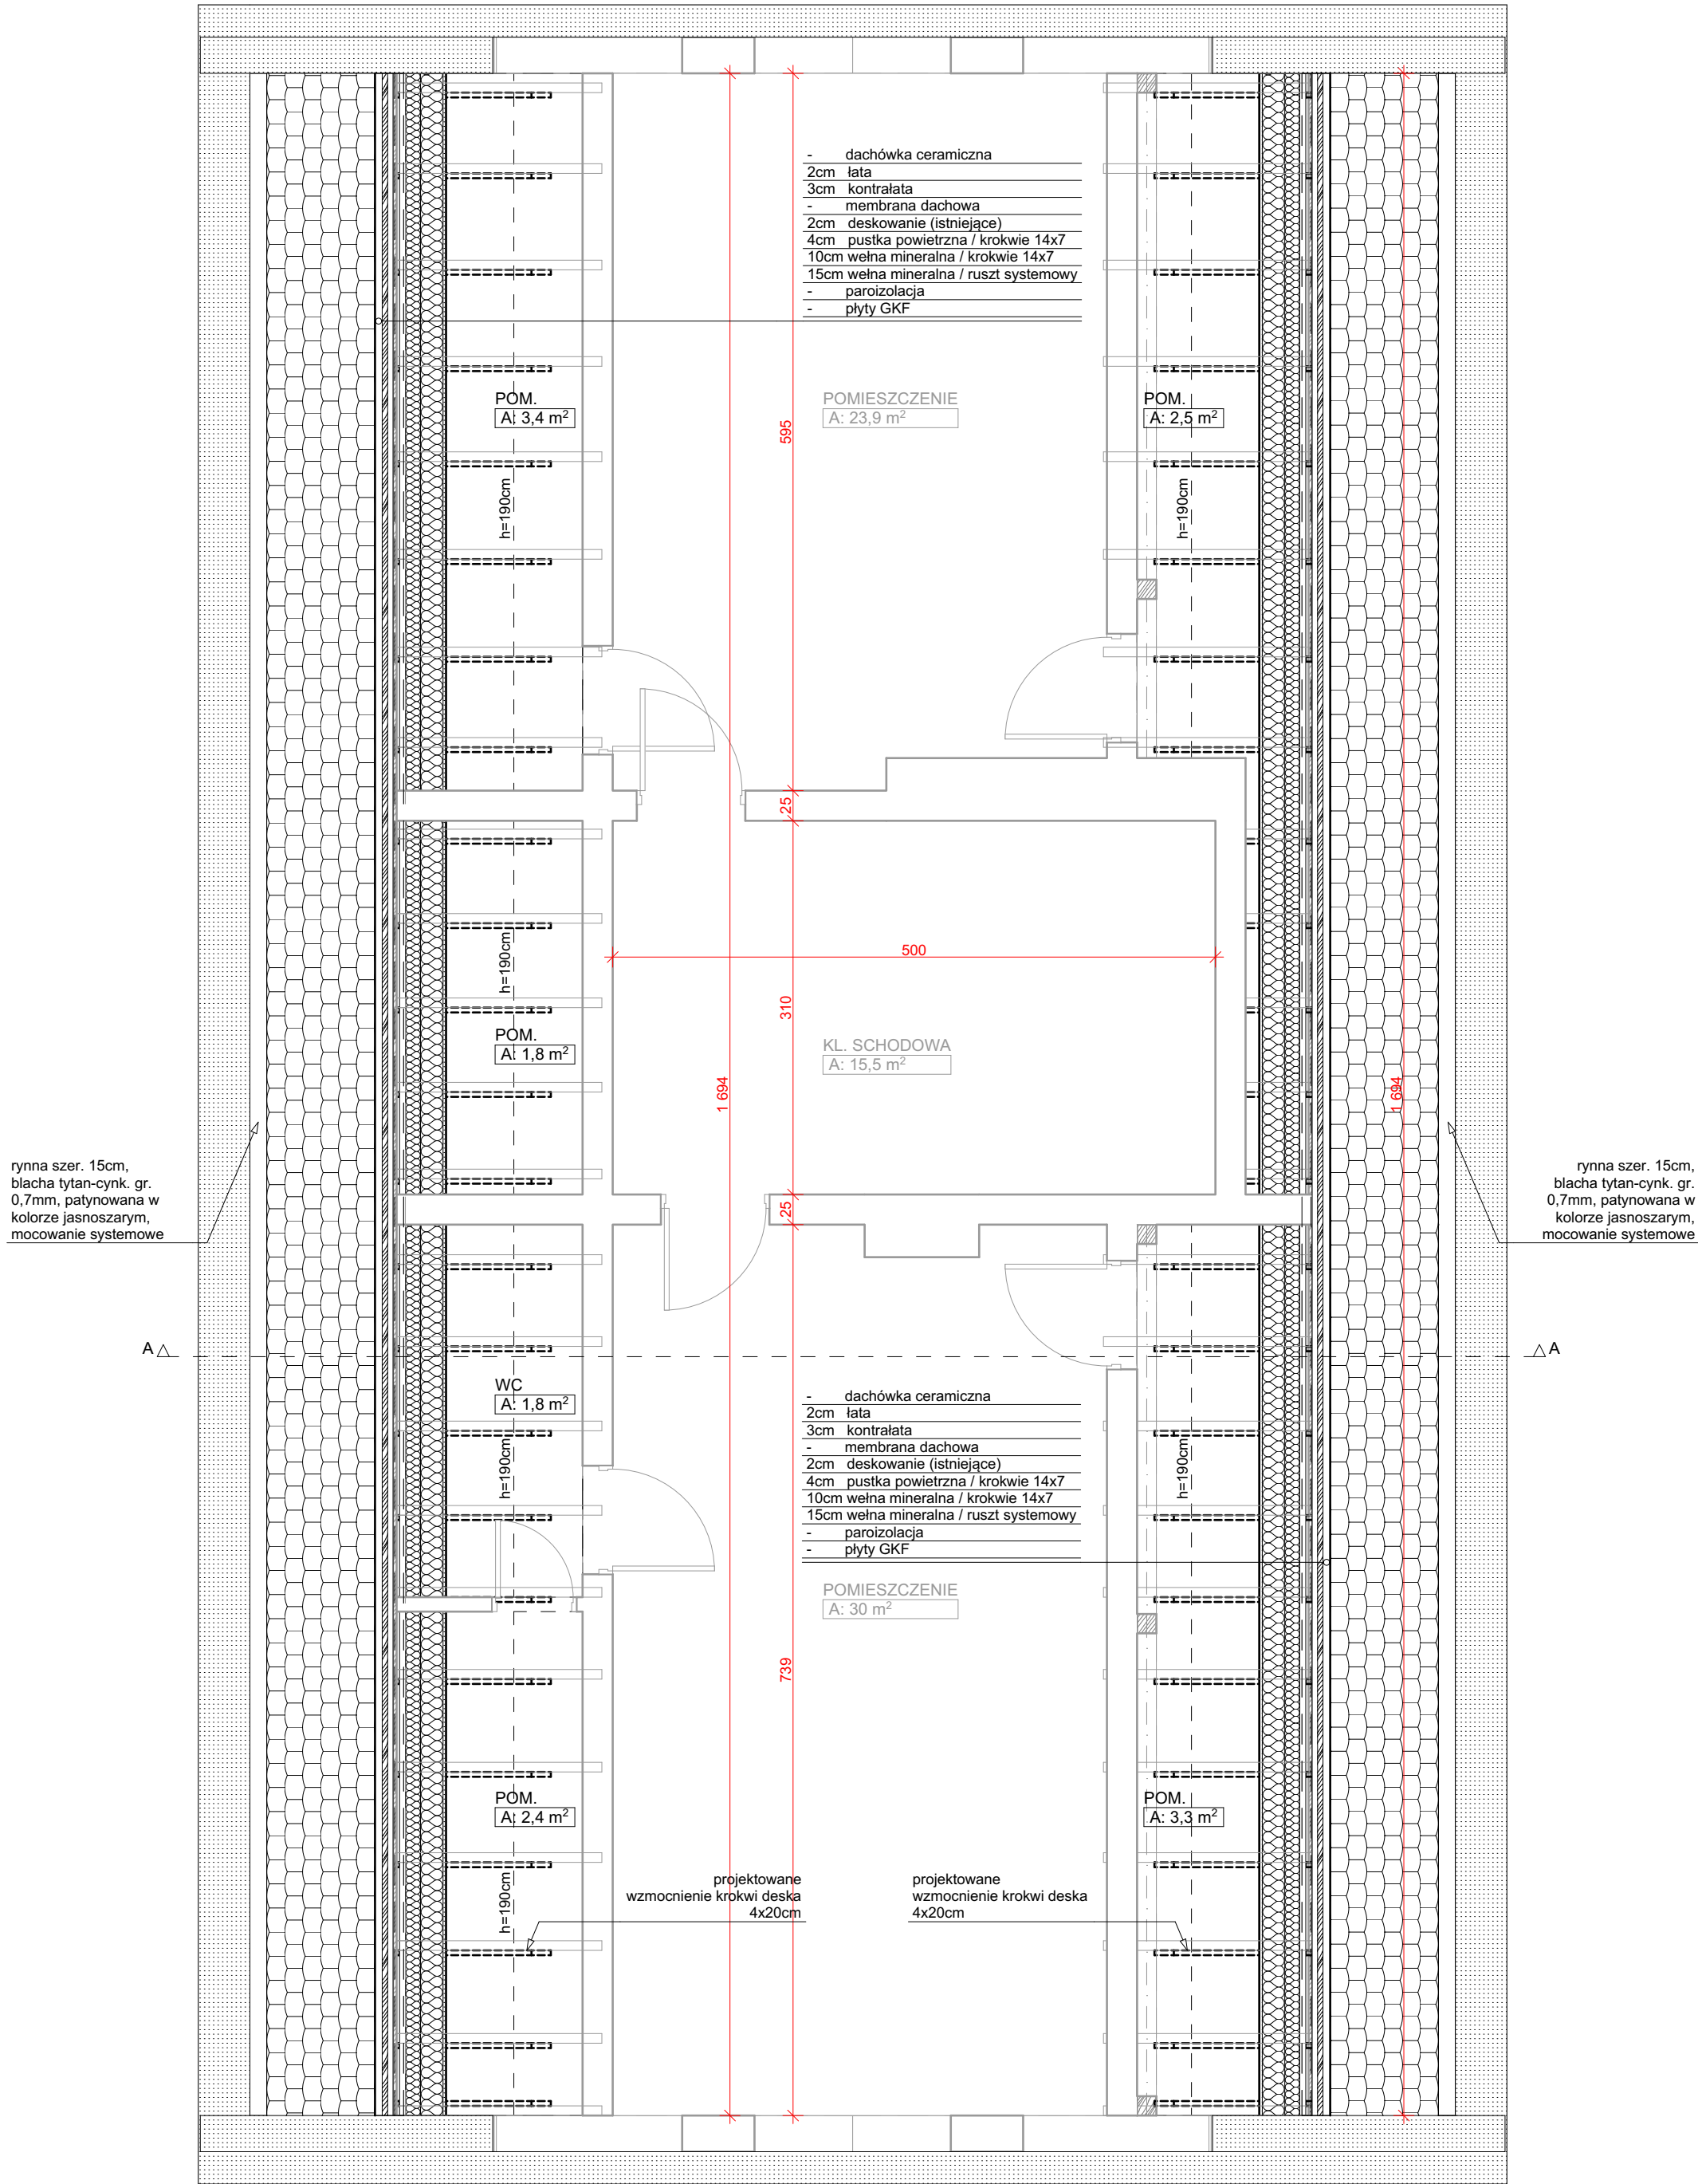 - dachówka ceramiczna
2cm łata
3cm kontrałata
- membrana dachowa
2cm deskowanie (istniejące)
4cm pustka powietrzna / krokwie 14x7
10cm wełna mineralna / krokwie 14x7
15cm wełna mineralna / ruszt systemowy
- paroizolacja
- płyty GKF
POM.
A: 3,4 m²
POMIESZCZENIE
A: 23,9 m²
POM.
A: 2,5 m²
595
h=190cm
h=190cm
25
500
h=190cm
310
POM.
A: 1,8 m²
KL. SCHODOWA
A: 15,5 m²
1 694
1 694
rynna szer. 15cm,
blacha tytan-cynk. gr.
0,7mm, patynowana w
kolorze jasnoszarym,
mocowanie systemowe
rynna szer. 15cm,
blacha tytan-cynk. gr.
0,7mm, patynowana w
kolorze jasnoszarym,
mocowanie systemowe
25
A
A
WC
A: 1,8 m²
- dachówka ceramiczna
2cm łata
3cm kontrałata
- membrana dachowa
2cm deskowanie (istniejące)
4cm pustka powietrzna / krokwie 14x7
10cm wełna mineralna / krokwie 14x7
15cm wełna mineralna / ruszt systemowy
- paroizolacja
- płyty GKF
h=190cm
h=190cm
POMIESZCZENIE
A: 30 m²
739
POM.
A: 2,4 m²
POM.
A: 3,3 m²
h=190cm
projektowane
wzmocnienie krokwi deska
4x20cm
projektowane
wzmocnienie krokwi deska
4x20cm